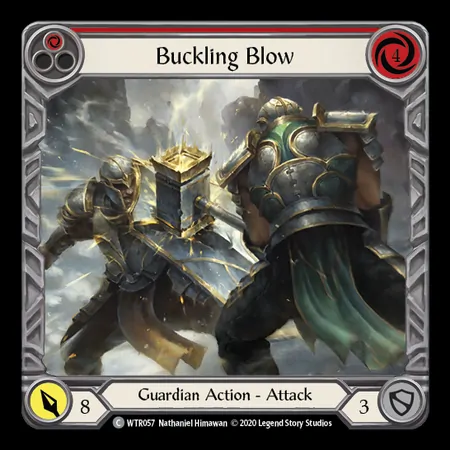 Buckling Blow
4
Guardian Action - Attack
8
3
C WTR057 Nathaniel Himawan © 2020 Legend Story Studios